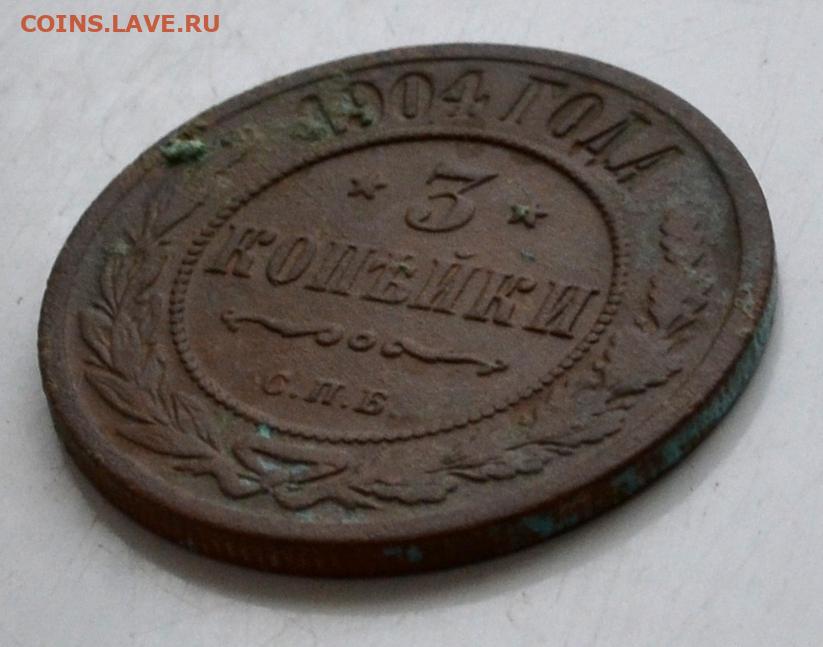 COINS.LAVE.RU
1904 ГОДА
3
КОПѢЙКИ
С.П.Б.